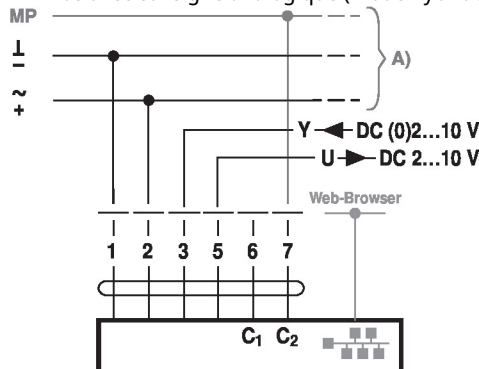 MP
⊥
–
A)
~
+
Y DC (0)2...10 V
U DC 2...10 V
Web-Browser
1 2 3 5 6 7
C₁ C₂